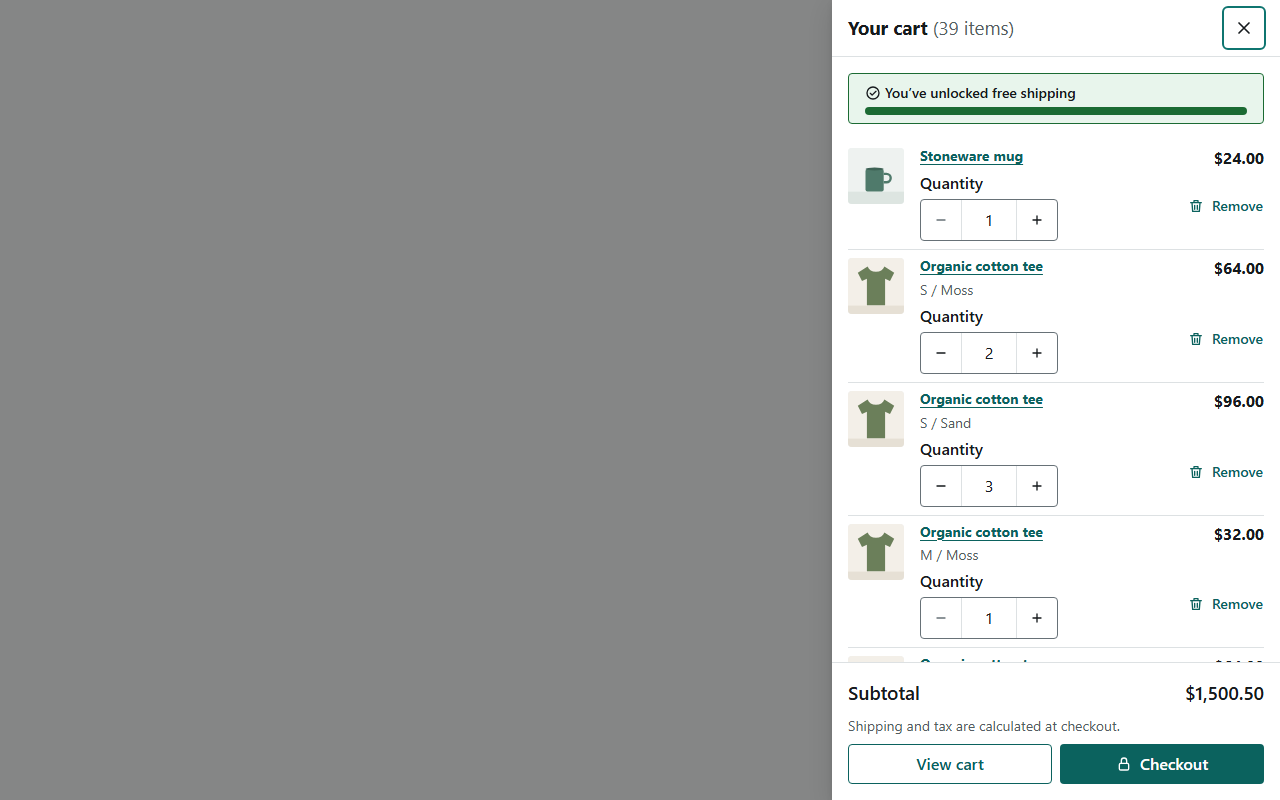 Your cart (39 items)
You’ve unlocked free shipping
Stoneware mug
$24.00
Quantity
− 1 +
Remove
Organic cotton tee
$64.00
S / Moss
Quantity
− 2 +
Remove
Organic cotton tee
$96.00
S / Sand
Quantity
− 3 +
Remove
Organic cotton tee
$32.00
M / Moss
Quantity
− 1 +
Remove
Subtotal
$1,500.50
Shipping and tax are calculated at checkout.
View cart
Checkout